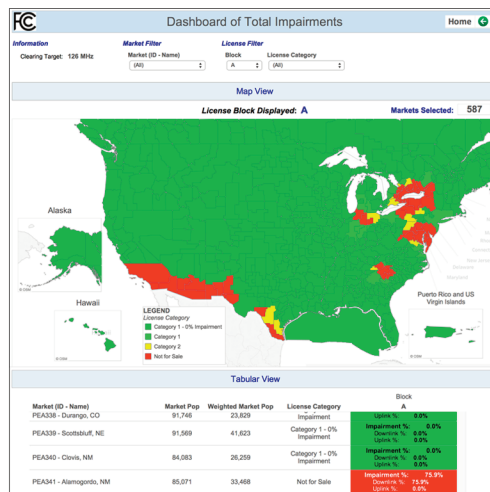 FCC
Dashboard of Total Impairments
Home
Information
Market Filter
License Filter
Clearing Target: 126 MHz
Market (ID - Name)
Block
License Category
(All)
A
(All)
Map View
License Block Displayed: A
Markets Selected: 587
Alaska
Hawaii
Puerto Rico and US
Virgin Islands
LEGEND
License Category
Category 1 - 0% Impairment
Category 1
Category 2
Not for Sale
Tabular View
Block
Market (ID - Name) Market Pop Weighted Market Pop License Category A
PEA338 - Durango, CO 91,746 23,829 Impairment Uplink %: 0.0%
PEA339 - Scottsbluff, NE 91,569 41,623 Category 1 - 0% Impairment Impairment %: 0.0%
Downlink %: 0.0%
Uplink %: 0.0%
PEA340 - Clovis, NM 84,083 26,259 Category 1 - 0% Impairment Impairment %: 0.0%
Downlink %: 0.0%
Uplink %: 0.0%
PEA341 - Alamogordo, NM 85,071 33,468 Not for Sale Impairment %: 75.9%
Downlink %: 75.9%
Uplink %: 0.0%